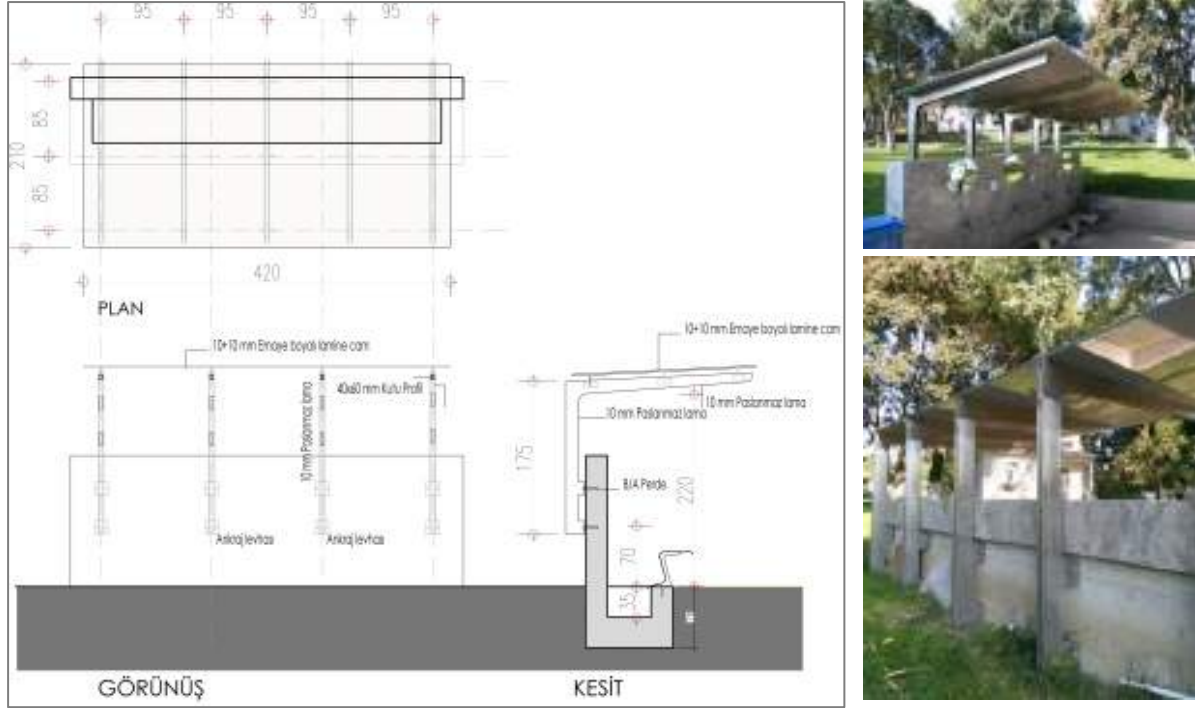 95 95 95 95
85
210
85
420
PLAN
10+10 mm Emaye boyalı lamine cam
40x60 mm Kutu Profil
10 mm Paslanmaz lama
Ankraj levhası
Ankraj levhası
GÖRÜNÜŞ
10+10 mm Emaye boyalı lamine cam
10 mm Paslanmaz lama
10 mm Paslanmaz lama
175
B/A Perde
220
70
35
KESİT